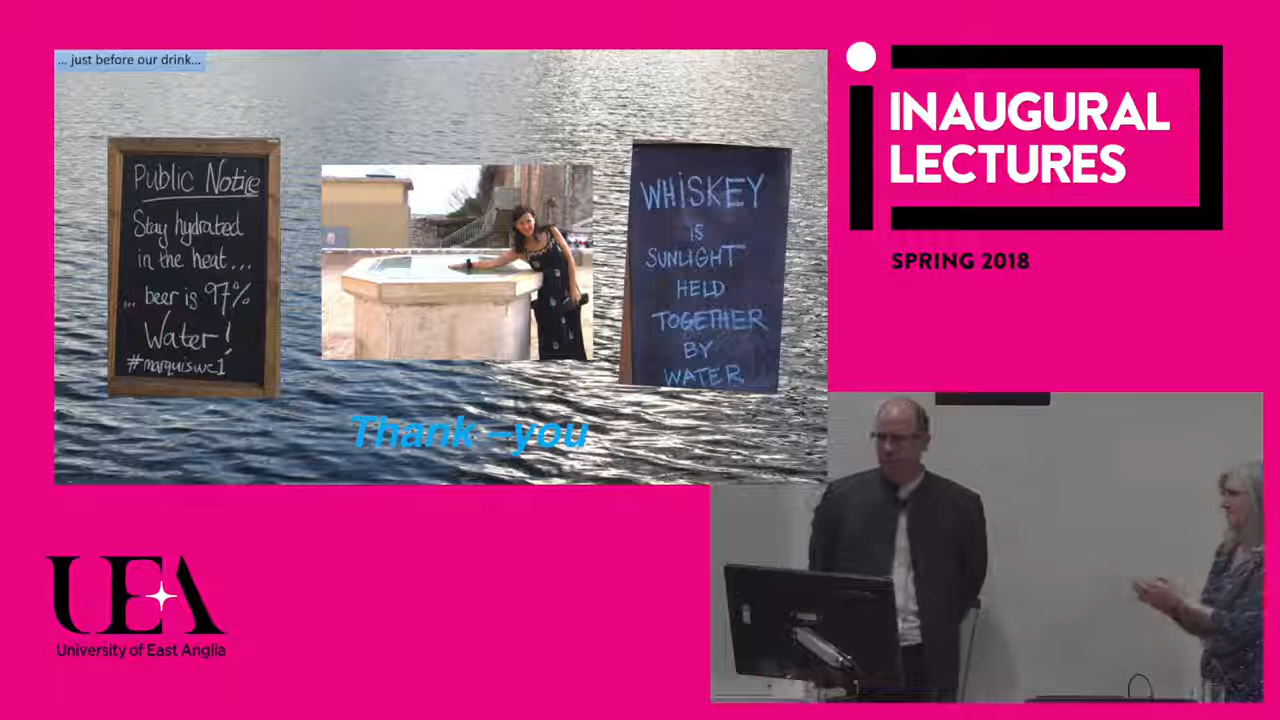 ... just before our drink...
Public Notice
Stay hydrated
in the heat...
... beer is 97%
Water!
#marquiswc1
WHiSKEY
iS
SUNLIGHT
HELD
TOGETHER
BY
WATER
Thank –you
INAUGURAL
LECTURES
SPRING 2018
UEA
University of East Anglia